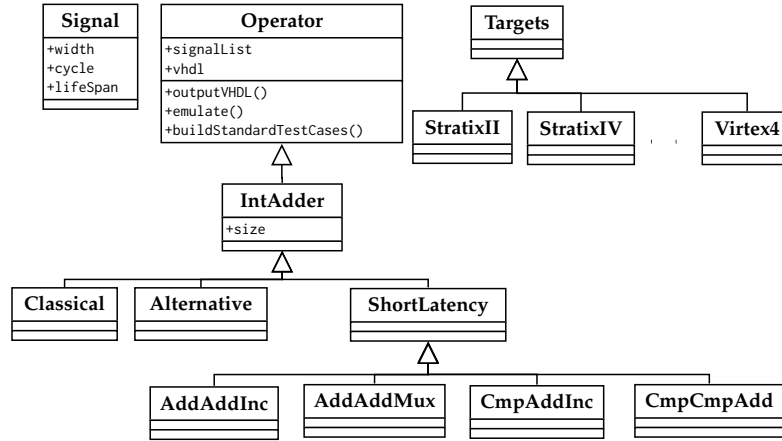 Signal
+width
+cycle
+lifeSpan
Operator
+signalList
+vhdl
+outputVHDL()
+emulate()
+buildStandardTestCases()
Targets
StratixII
StratixIV
Virtex4
IntAdder
+size
Classical
Alternative
ShortLatency
AddAddInc
AddAddMux
CmpAddInc
CmpCmpAdd